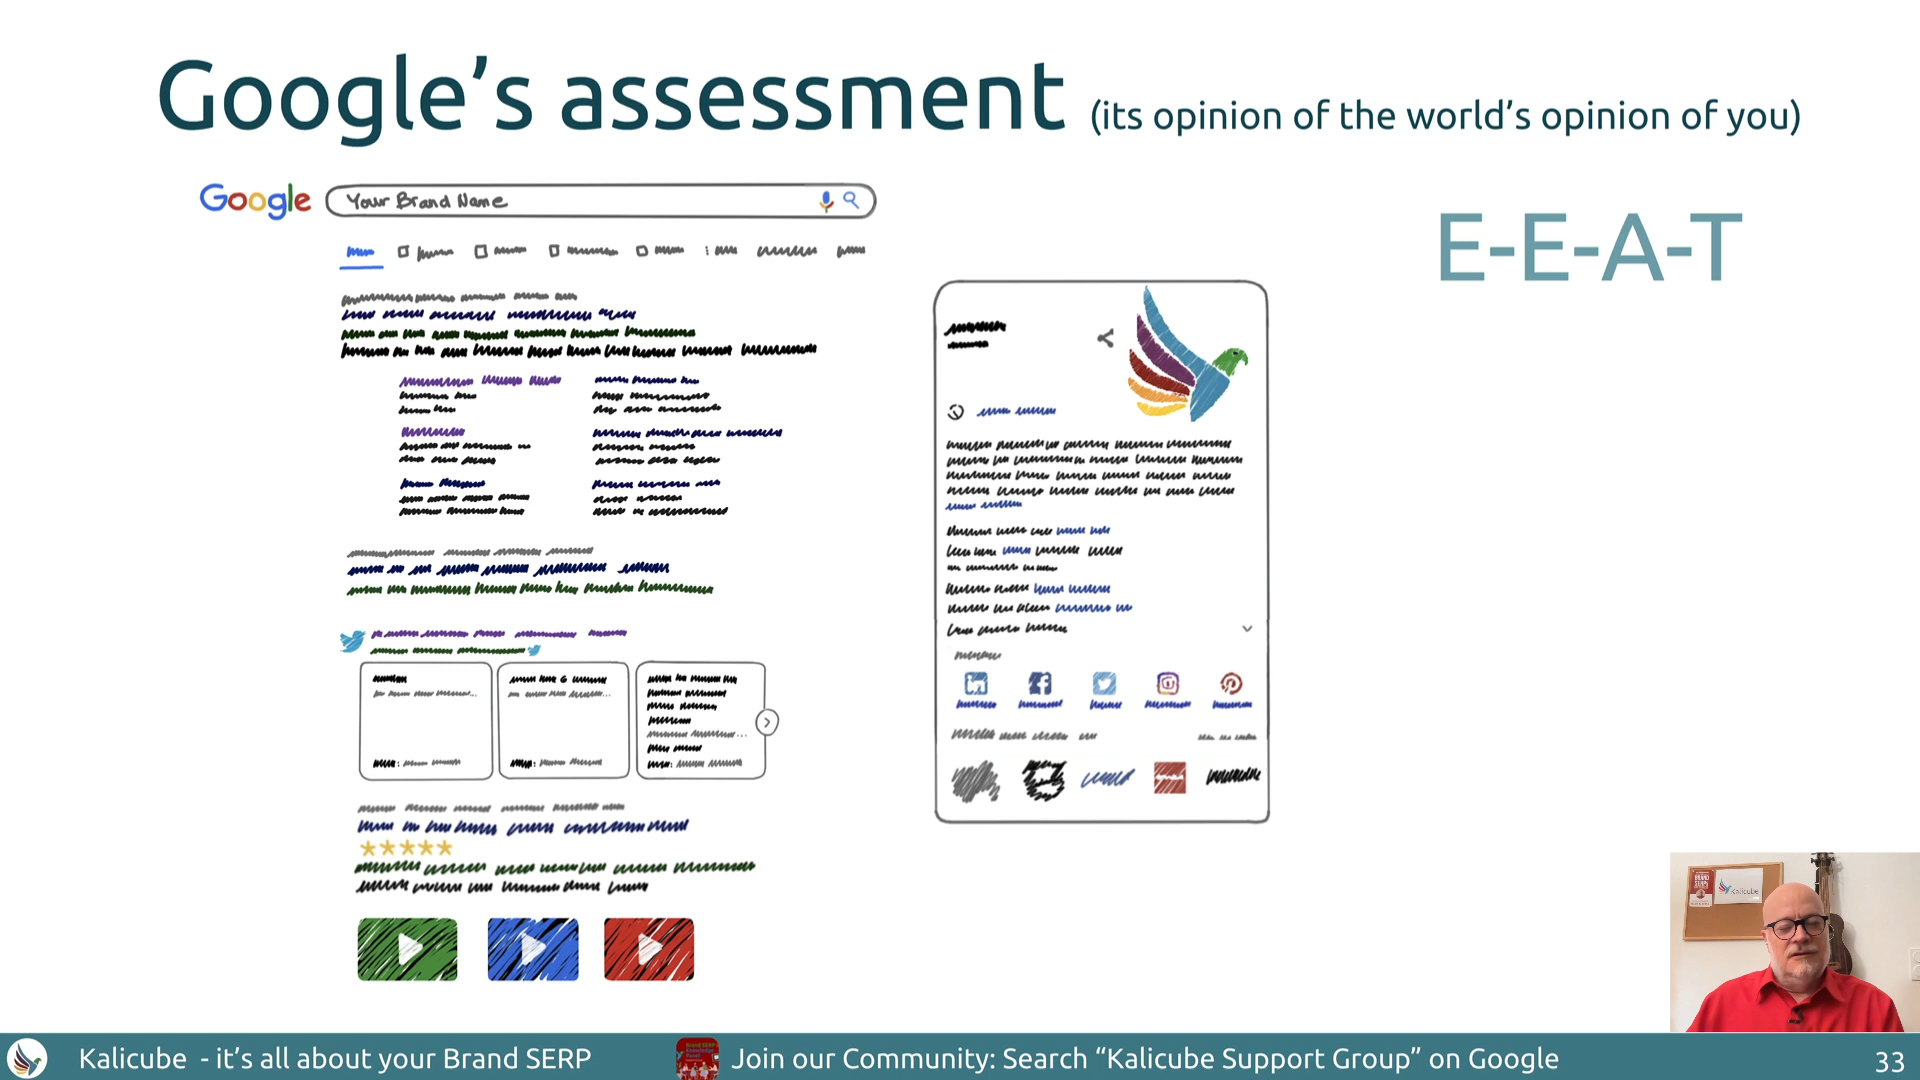 Google's assessment (its opinion of the world's opinion of you)
Google
Your Brand Name
E-E-A-T
Kalicube
Kalicube - it's all about your Brand SERP
Join our Community: Search "Kalicube Support Group" on Google
33